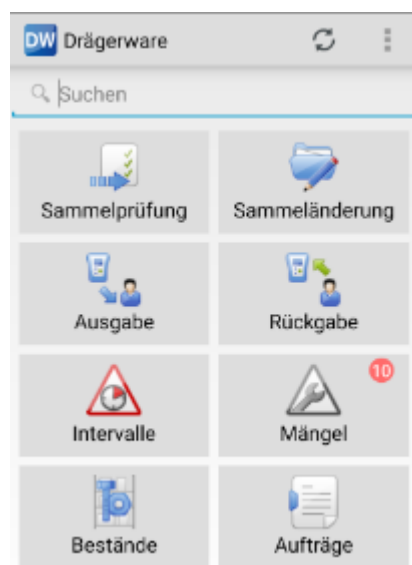 DW Drägerware
Suchen
Sammelprüfung Sammeländerung
Ausgabe Rückgabe
10
Intervalle Mängel
Bestände Aufträge